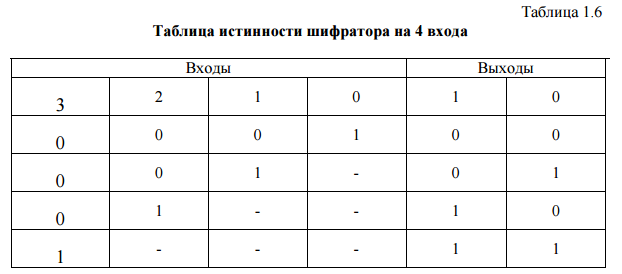 Таблица 1.6
Таблица истинности шифратора на 4 входа
Входы Выходы
3 2 1 0 1 0
0 0 0 1 0 0
0 0 1 - 0 1
0 1 - - 1 0
1 - - - 1 1